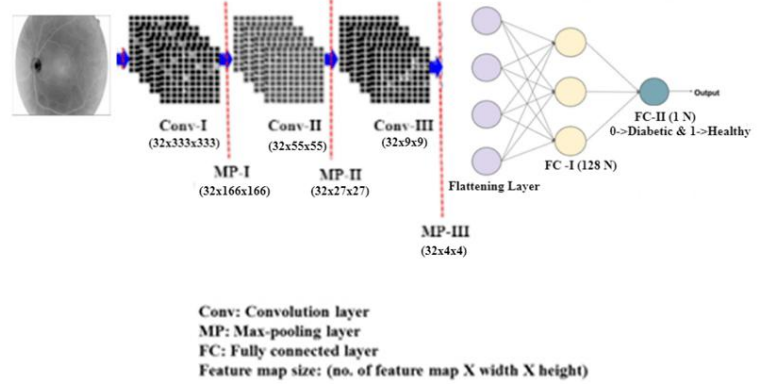 Conv-I
(32x333x333)
MP-I
(32x166x166)
Conv-II
(32x55x55)
MP-II
(32x27x27)
Conv-III
(32x9x9)
MP-III
(32x4x4)
Flattening Layer
FC -I (128 N)
Output
FC-II (1 N)
0->Diabetic & 1->Healthy
Conv: Convolution layer
MP: Max-pooling layer
FC: Fully connected layer
Feature map size: (no. of feature map X width X height)